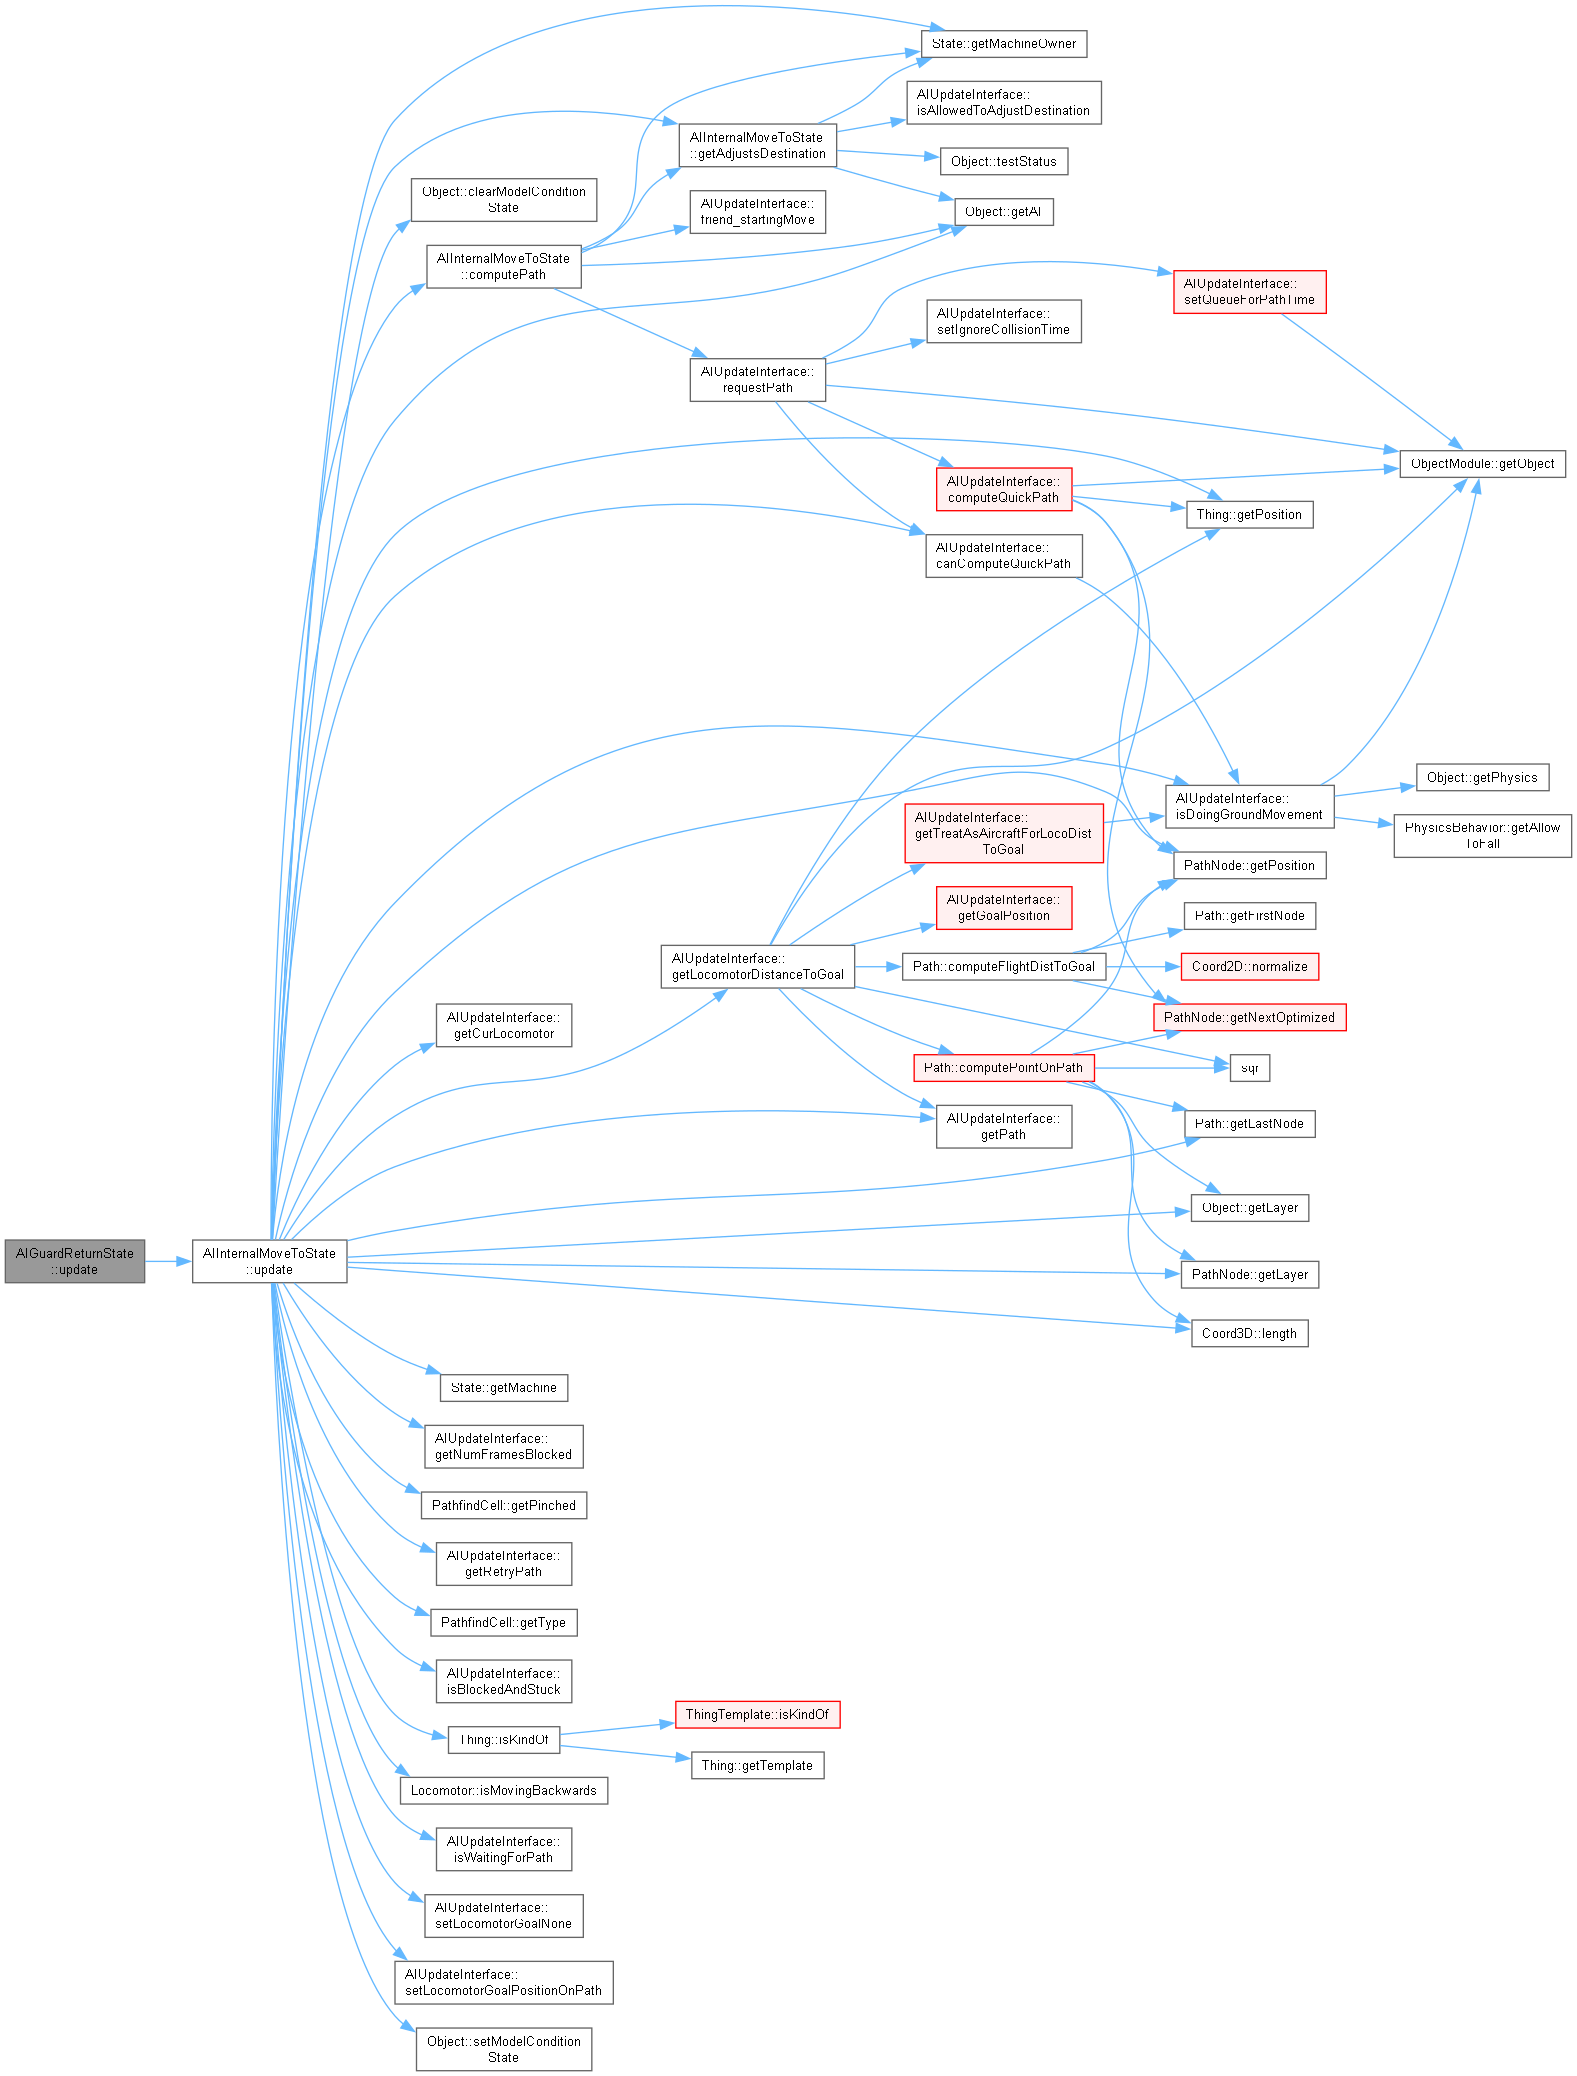 State::getMachineOwner
AIUpdateInterface::
isAllowedToAdjustDestination
AIInternalMoveToState
::getAdjustsDestination
Object::testStatus
Object::clearModelCondition
State
AIUpdateInterface::
friend_startingMove
Object::getAI
AIInternalMoveToState
::computePath
AIUpdateInterface::
setQueueForPathTime
AIUpdateInterface::
setIgnoreCollisionTime
AIUpdateInterface::
requestPath
ObjectModule::getObject
AIUpdateInterface::
computeQuickPath
Thing::getPosition
AIUpdateInterface::
canComputeQuickPath
Object::getPhysics
AIUpdateInterface::
isDoingGroundMovement
AIUpdateInterface::
getTreatAsAircraftForLocoDist
ToGoal
PhysicsBehavior::getAllow
ToFall
PathNode::getPosition
AIUpdateInterface::
getGoalPosition
Path::getFirstNode
AIUpdateInterface::
getLocomotorDistanceToGoal
Path::computeFlightDistToGoal
Coord2D::normalize
AIUpdateInterface::
getCurLocomotor
PathNode::getNextOptimized
Path::computePointOnPath
sqr
AIUpdateInterface::
getPath
Path::getLastNode
Object::getLayer
AIGuardReturnState
::update
AIInternalMoveToState
::update
PathNode::getLayer
Coord3D::length
State::getMachine
AIUpdateInterface::
getNumFramesBlocked
PathfindCell::getPinched
AIUpdateInterface::
getRetryPath
PathfindCell::getType
AIUpdateInterface::
isBlockedAndStuck
ThingTemplate::isKindOf
Thing::isKindOf
Thing::getTemplate
Locomotor::isMovingBackwards
AIUpdateInterface::
isWaitingForPath
AIUpdateInterface::
setLocomotorGoalNone
AIUpdateInterface::
setLocomotorGoalPositionOnPath
Object::setModelCondition
State